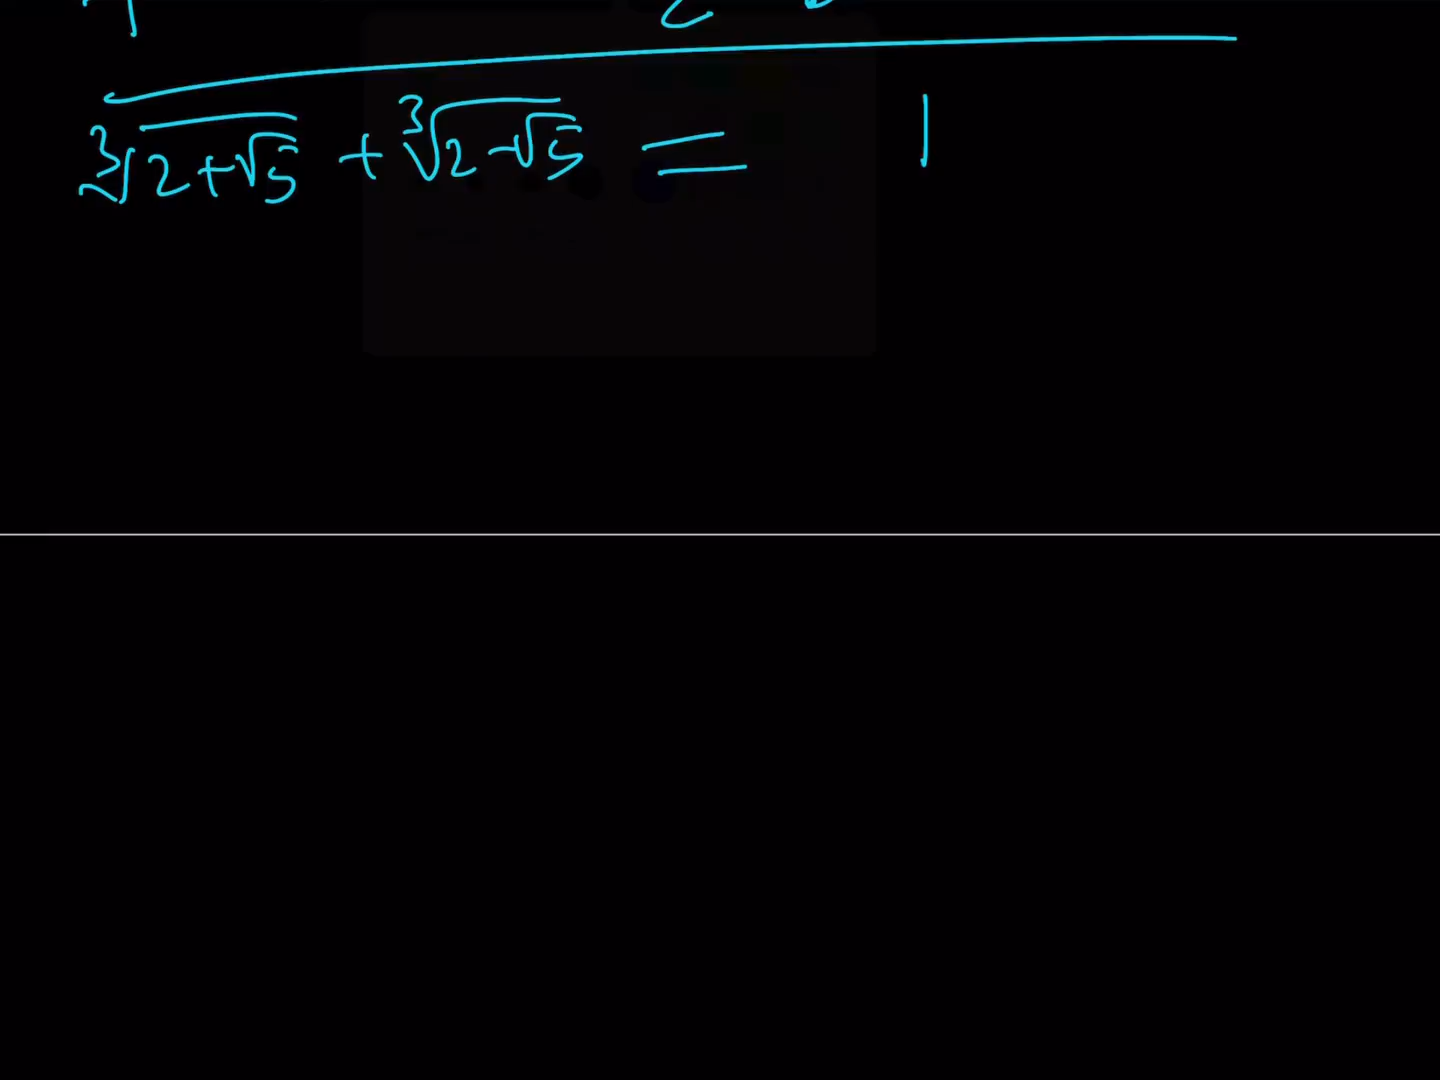 ∛(2+√5) + ∛(2-√5) = 1